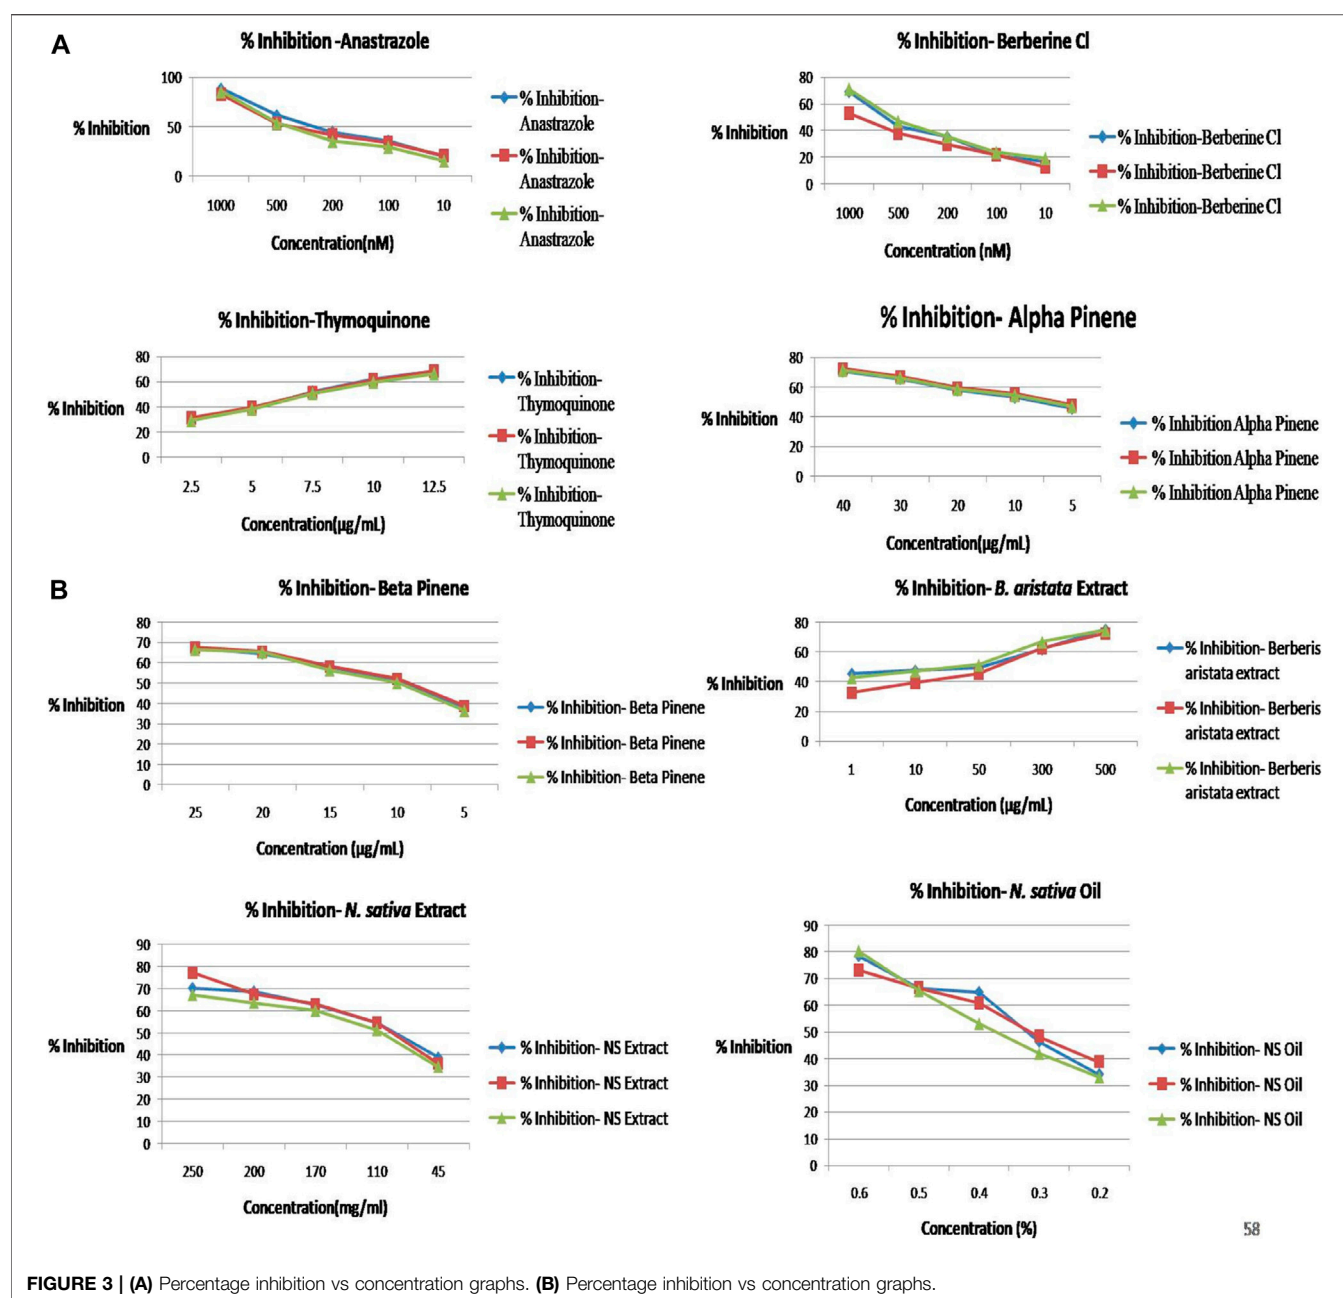 A
% Inhibition -Anastrazole
100
50
0
% Inhibition
1000 500 200 100 10
Concentration(nM)
% Inhibition-
Anastrazole
% Inhibition-
Anastrazole
% Inhibition-
Anastrazole
% Inhibition- Berberine Cl
80
60
40
20
0
% Inhibition
1000 500 200 100 10
Concentration (nM)
% Inhibition-Berberine Cl
% Inhibition-Berberine Cl
% Inhibition-Berberine Cl
% Inhibition-Thymoquinone
80
60
40
20
0
% Inhibition
2.5 5 7.5 10 12.5
Concentration(µg/mL)
% Inhibition-
Thymoquinone
% Inhibition-
Thymoquinone
% Inhibition-
Thymoquinone
% Inhibition- Alpha Pinene
80
60
40
20
0
% Inhibition
40 30 20 10 5
Concentration(µg/mL)
% Inhibition Alpha Pinene
% Inhibition Alpha Pinene
% Inhibition Alpha Pinene
B
% Inhibition- Beta Pinene
80
70
60
50
40
30
20
10
0
% Inhibition
25 20 15 10 5
Concentration (µg/mL)
% Inhibition- Beta Pinene
% Inhibition- Beta Pinene
% Inhibition- Beta Pinene
% Inhibition- B. aristata Extract
80
60
40
20
0
% Inhibition
1 10 50 300 500
Concentration (µg/mL)
% Inhibition- Berberis
aristata extract
% Inhibition- Berberis
aristata extract
% Inhibition- Berberis
aristata extract
% Inhibition- N. sativa Extract
90
80
70
60
50
40
30
20
10
0
% Inhibition
250 200 170 110 45
Concentration(mg/ml)
% Inhibition- NS Extract
% Inhibition- NS Extract
% Inhibition- NS Extract
% Inhibition- N. sativa Oil
90
80
70
60
50
40
30
20
10
0
% Inhibition
0.6 0.5 0.4 0.3 0.2
Concentration (%)
% Inhibition- NS Oil
% Inhibition- NS Oil
% Inhibition- NS Oil
58
FIGURE 3 | (A) Percentage inhibition vs concentration graphs. (B) Percentage inhibition vs concentration graphs.